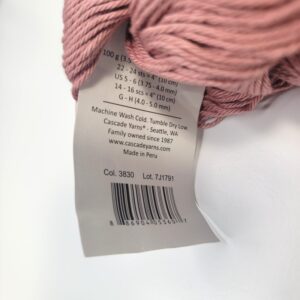 100 g (3.5
22 - 24 sts = 4" (10 cm)
US 5 - 6 (3.75 - 4.0 mm)
14 - 16 scs = 4" (10 cm)
G - H (4.0 - 5.0 mm)
Machine Wash Cold. Tumble Dry Low.
Cascade Yarns® - Seattle, WA
Family owned since 1987
www.cascadeyarns.com
Made in Peru
Col. 3830 Lot. 7J1791